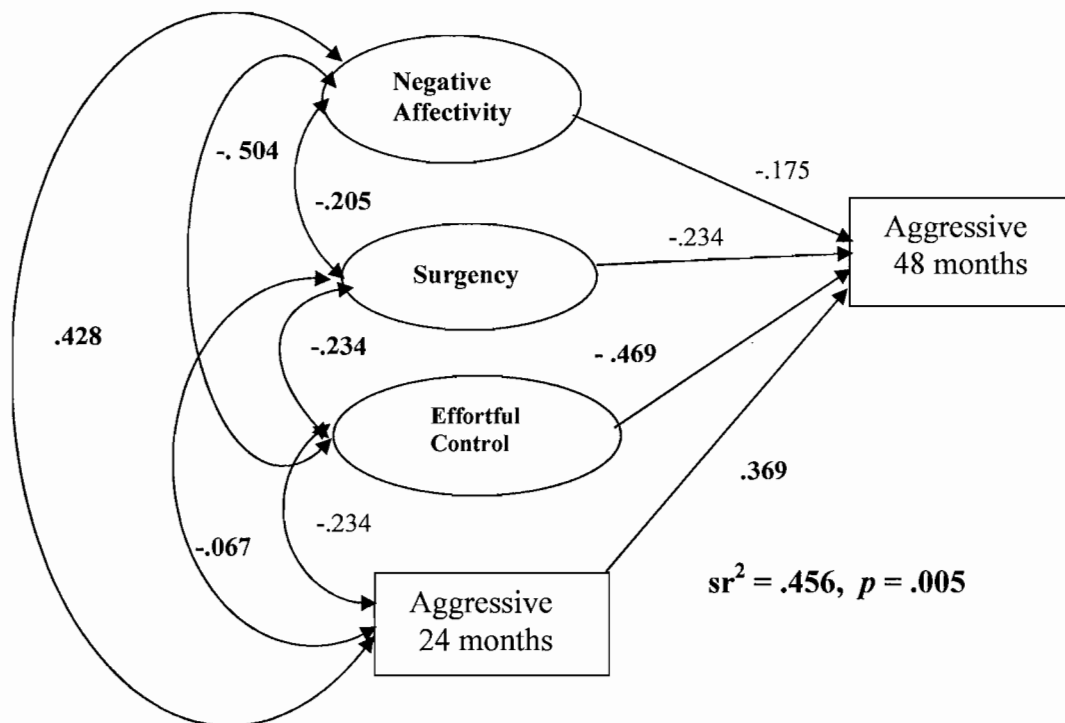 Negative
Affectivity
-. 504
-.205
-.175
Aggressive
48 months
-.234
Surgency
.428
-.234
- .469
Effortful
Control
.369
-.234
-.067
sr² = .456, p = .005
Aggressive
24 months